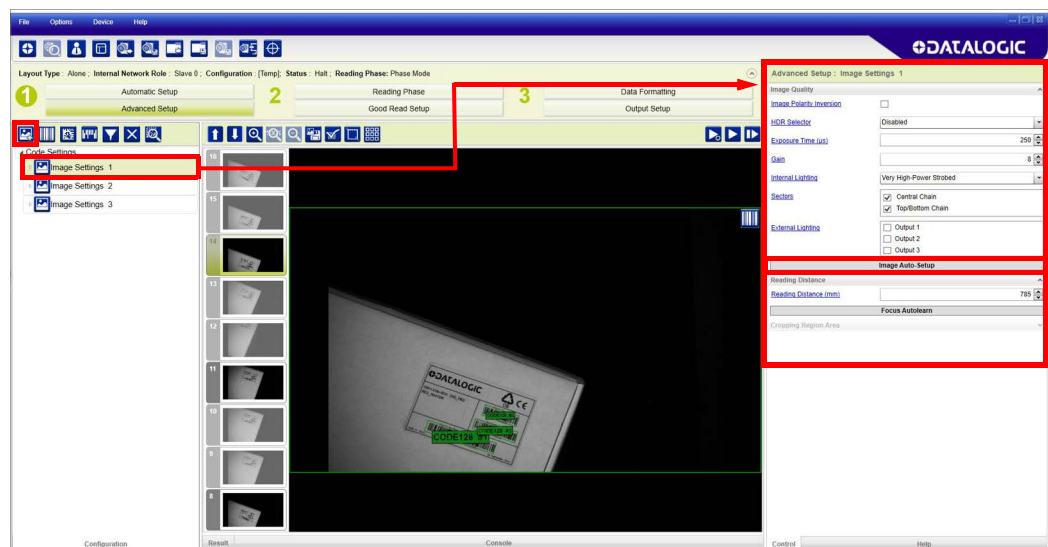 File Options Device Help
DATALOGIC
Layout Type : Alone ; Internal Network Role : Slave 0 ; Configuration : [Temp]; Status : Halt ; Reading Phase: Phase Mode
1 Automatic Setup 2 Reading Phase 3 Data Formatting
Advanced Setup Good Read Setup Output Setup
Code Settings
Image Settings 1
Image Settings 2
Image Settings 3
16
15
14
13
12
11
10
9
8
DATALOGIC
CE
CODE128
Advanced Setup : Image Settings 1
Image Quality
Image Polarity Inversion
HDR Selector Disabled
Exposure Time (us) 250
Gain 8
Internal Lighting Very High-Power Strobed
Sectors Central Chain
Top/Bottom Chain
External Lighting Output 1
Output 2
Output 3
Image Auto-Setup
Reading Distance
Reading Distance (mm) 785
Focus Autolearn
Cropping Region Area
Configuration Result Console Control Help